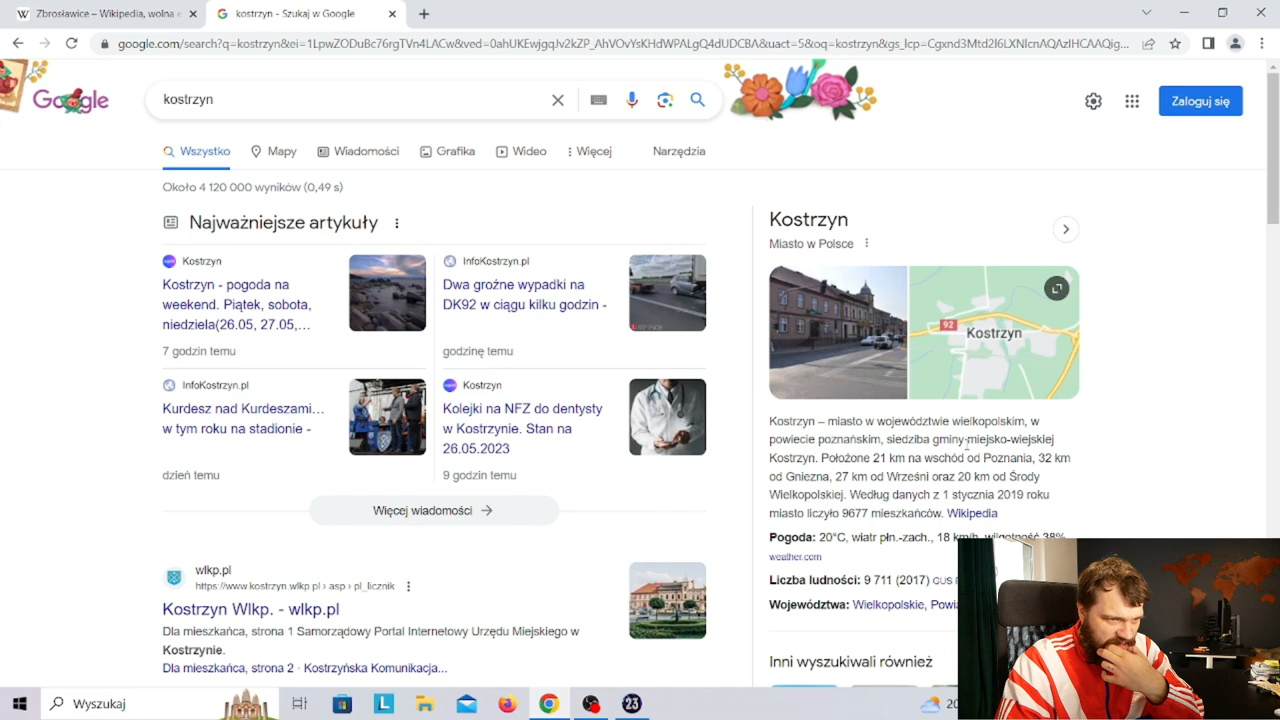 Zbrosławice – Wikipedia, wolna e
kostrzyn - Szukaj w Google
google.com/search?q=kostrzyn&ei=1LpwZODuBc76rgTVn4LACw&ved=0ahUKEwjgqJv2kZP_AhVOvYsKHdWPALgQ4dUDCBA&uact=5&oq=kostrzyn&gs_lcp=Cgxnd3Mtd2l6LXNlcnAQAzIHCAAQig...
Google
kostrzyn
Zaloguj się
Wszystko
Mapy
Wiadomości
Grafika
Wideo
Więcej
Narzędzia
Około 4 120 000 wyników (0,49 s)
Najważniejsze artykuły
Kostrzyn
Kostrzyn - pogoda na
weekend. Piątek, sobota,
niedziela(26.05, 27.05,...
7 godzin temu
InfoKostrzyn.pl
Dwa groźne wypadki na
DK92 w ciągu kilku godzin -
godzinę temu
InfoKostrzyn.pl
Kurdesz nad Kurdeszami...
w tym roku na stadionie -
dzień temu
Kostrzyn
Kolejki na NFZ do dentysty
w Kostrzynie. Stan na
26.05.2023
9 godzin temu
Więcej wiadomości
wlkp.pl
https://www.kostrzyn.wlkp.pl › asp › pl_licznik
Kostrzyn Wlkp. - wlkp.pl
Dla mieszkańca, strona 1 Samorządowy Portal Internetowy Urzędu Miejskiego w
Kostrzynie.
Dla mieszkańca, strona 2 · Kostrzyńska Komunikacja...
Kostrzyn
Miasto w Polsce
92
Kostrzyn
Kostrzyn – miasto w województwie wielkopolskim, w
powiecie poznańskim, siedziba gminy miejsko-wiejskiej
Kostrzyn. Położone 21 km na wschód od Poznania, 32 km
od Gniezna, 27 km od Wrześni oraz 20 km od Środy
Wielkopolskiej. Według danych z 1 stycznia 2019 roku
miasto liczyło 9677 mieszkańców. Wikipedia
Pogoda: 20°C, wiatr płn.-zach., 18 km/h, wilgotność 38%
weather.com
Liczba ludności: 9 711 (2017) GUS
Województwo: Wielkopolskie, Powia
Inni wyszukiwali również
Wyszukaj
L
23
20